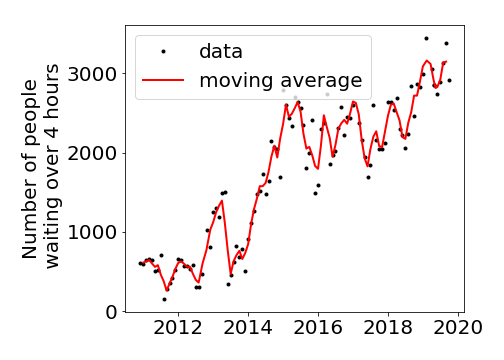 data
moving average
Number of people
waiting over 4 hours
3000
2000
1000
0
2012 2014 2016 2018 2020